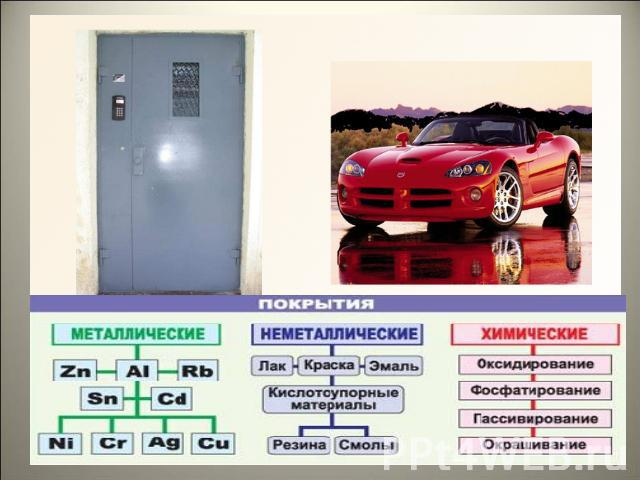 ПОКРЫТИЯ
МЕТАЛЛИЧЕСКИЕ НЕМЕТАЛЛИЧЕСКИЕ ХИМИЧЕСКИЕ
Zn Al Rb
Sn Cd
Ni Cr Ag Cu
Лак Краска Эмаль
Кислотоупорные
материалы
Резина Смолы
Оксидирование
Фосфатирование
Гассивирование
Окрашивание
PPt4WEB.ru